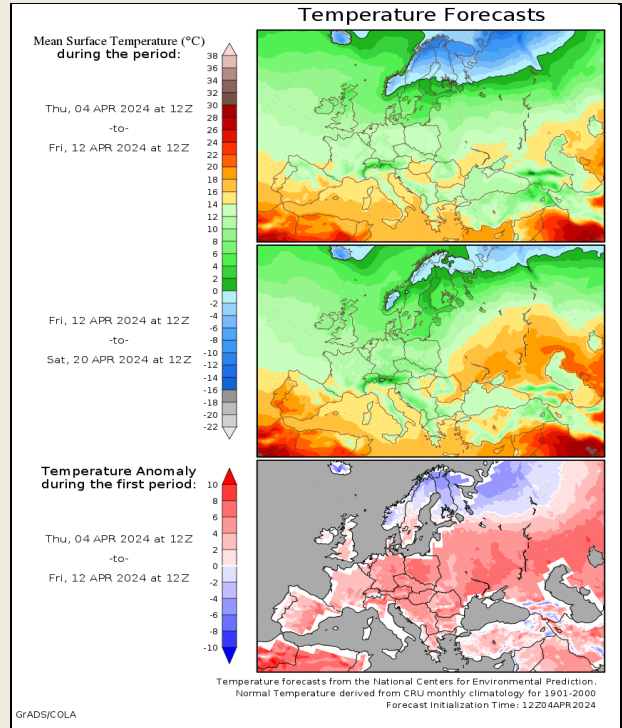 Temperature Forecasts
Mean Surface Temperature (°C)
during the period:
Thu, 04 APR 2024 at 12Z
-to-
Fri, 12 APR 2024 at 12Z
Fri, 12 APR 2024 at 12Z
-to-
Sat, 20 APR 2024 at 12Z
38
36
34
32
30
28
26
24
22
20
18
16
14
12
10
8
6
4
2
0
-2
-4
-6
-8
-10
-12
-14
-16
-18
-20
-22
Temperature Anomaly
during the first period:
Thu, 04 APR 2024 at 12Z
-to-
Fri, 12 APR 2024 at 12Z
10
8
6
4
2
0
-2
-4
-6
-8
-10
Temperature forecasts from the National Centers for Environmental Prediction.
Normal Temperature derived from CRU monthly climatology for 1901-2000
Forecast Initialization Time: 12Z04APR2024
GrADS/COLA